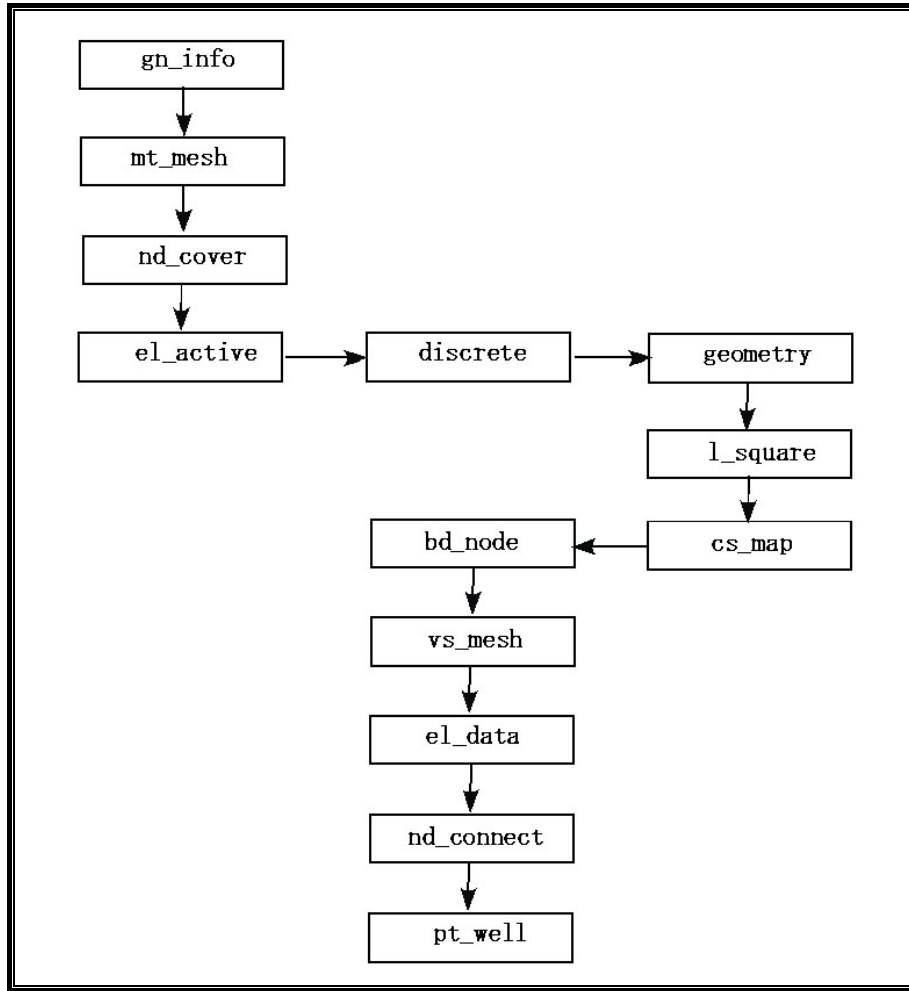 gn_info
mt_mesh
nd_cover
el_active
discrete
geometry
l_square
cs_map
bd_node
vs_mesh
el_data
nd_connect
pt_well